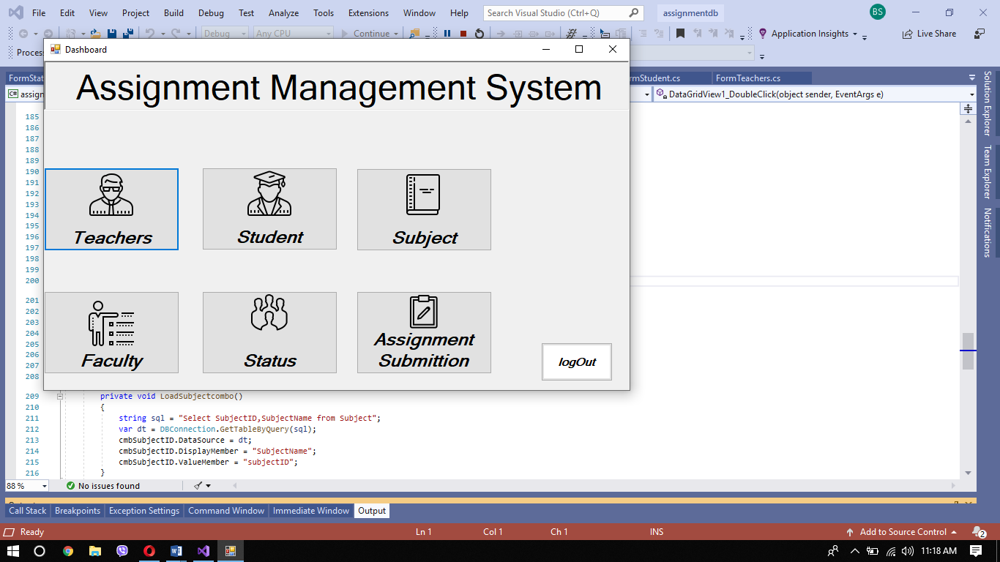 File Edit View Project Build Debug Test Analyze Tools Extensions Window Help Search Visual Studio (Ctrl+Q) assignmentdb BS
Debug Any CPU Continue Application Insights Live Share
Dashboard
FormStudent.cs FormTeachers.cs
DataGridView1_DoubleClick(object sender, EventArgs e)
Assignment Management System
Teachers Student Subject
Faculty Status Assignment
Submittion
logOut
185
186
187
188
189
190
191
192
193
194
195
196
197
198
199
200
201
202
203
204
205
206
207
208
209 private void LoadSubjectcombo()
210 {
211 string sql = "Select SubjectID,SubjectName from Subject";
212 var dt = DBConnection.GetTableByQuery(sql);
213 cmbSubjectID.DataSource = dt;
214 cmbSubjectID.DisplayMember = "SubjectName";
215 cmbSubjectID.ValueMember = "subjectID";
216 }
88 % No issues found
Call Stack Breakpoints Exception Settings Command Window Immediate Window Output
Ready Ln 1 Col 1 Ch 1 INS Add to Source Control 2
11:18 AM
Solution Explorer
Team Explorer
Notifications